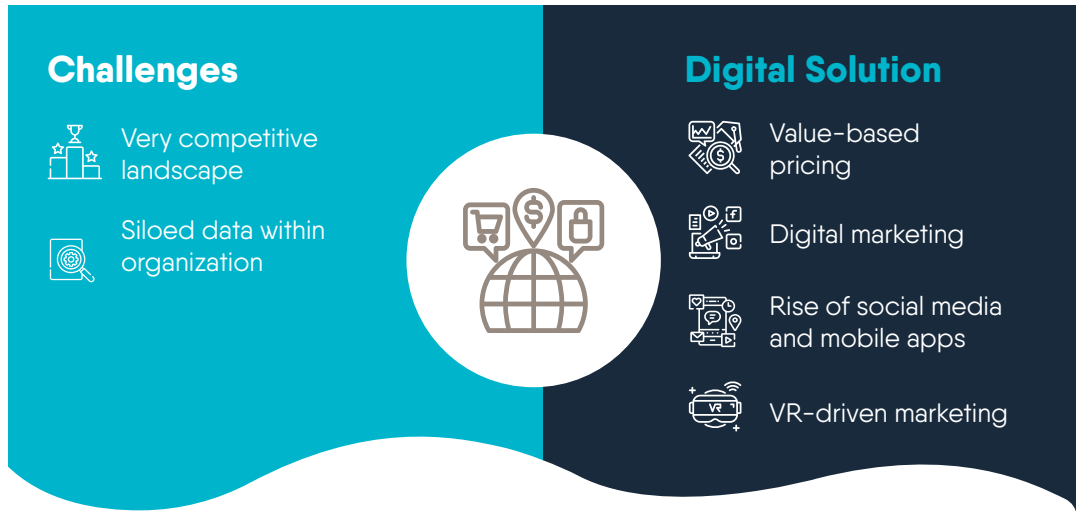 Challenges
Very competitive
landscape
Siloed data within
organization
Digital Solution
Value-based
pricing
Digital marketing
Rise of social media
and mobile apps
VR
VR-driven marketing